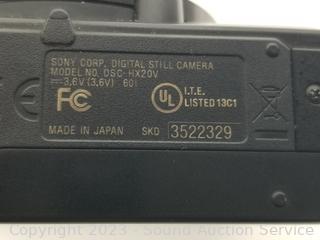 SONY CORP. DIGITAL STILL CAMERA
MODEL NO. DSC-HX20V
⎓3.6V (3.6V) 601
FC
UL
I.T.E.
LISTED 13C1
MADE IN JAPAN SKD 3522329
Copyright 2023 Sound Auction Service